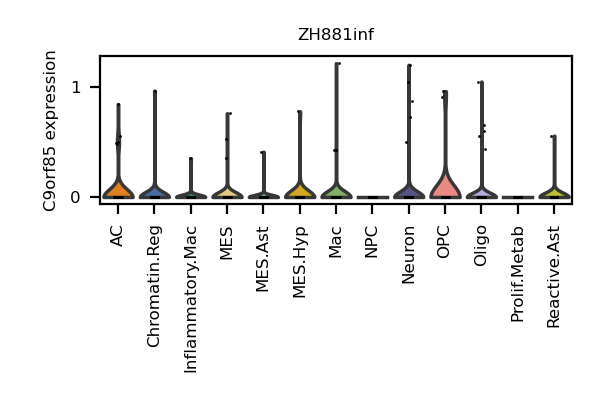 ZH881inf
C9orf85 expression
1
0
AC
Chromatin.Reg
Inflammatory.Mac
MES
MES.Ast
MES.Hyp
Mac
NPC
Neuron
OPC
Oligo
Prolif.Metab
Reactive.Ast